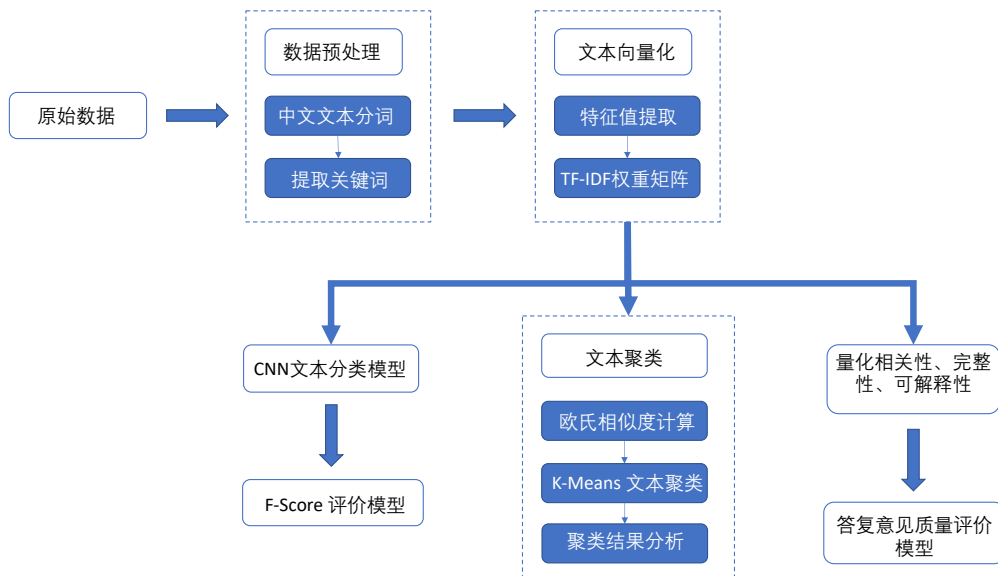 原始数据
数据预处理
中文文本分词
提取关键词
文本向量化
特征值提取
TF-IDF权重矩阵
CNN文本分类模型
F-Score 评价模型
文本聚类
欧氏相似度计算
K-Means 文本聚类
聚类结果分析
量化相关性、完整
性、可解释性
答复意见质量评价
模型